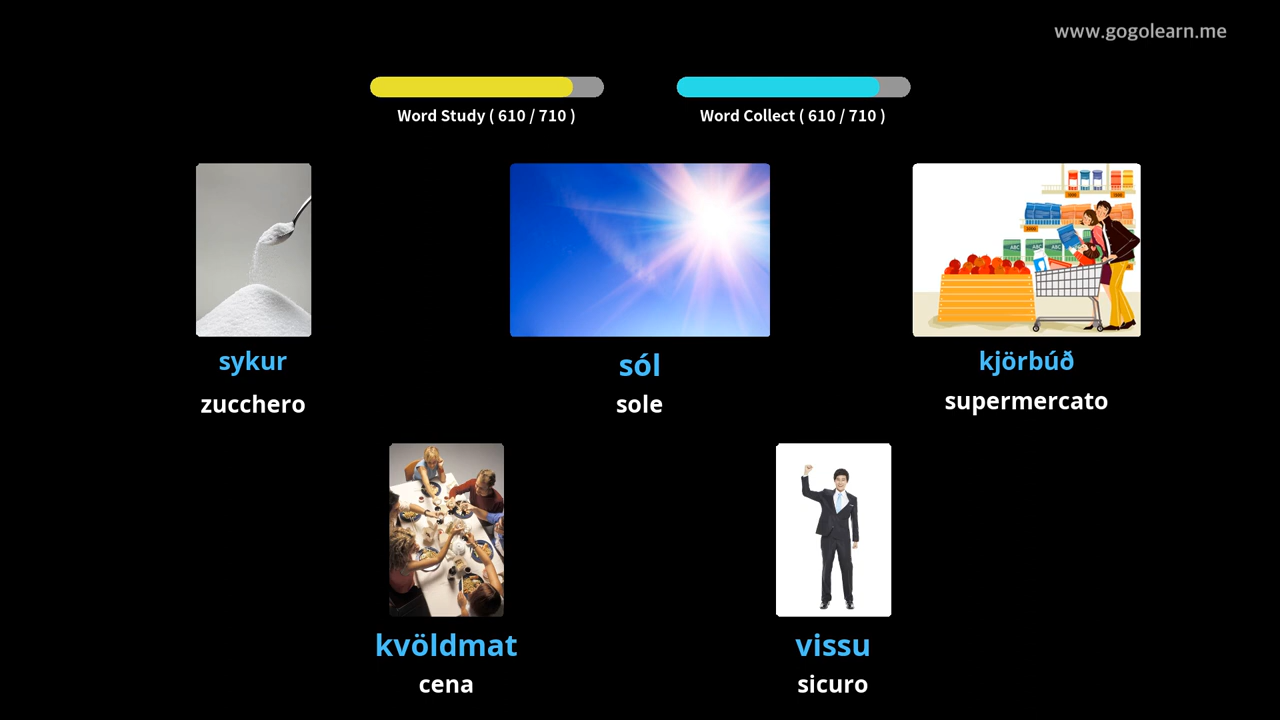 www.gogolearn.me
Word Study ( 610 / 710 )
Word Collect ( 610 / 710 )
sykur
zucchero
sól
sole
kjörbúð
supermercato
kvöldmat
cena
vissu
sicuro